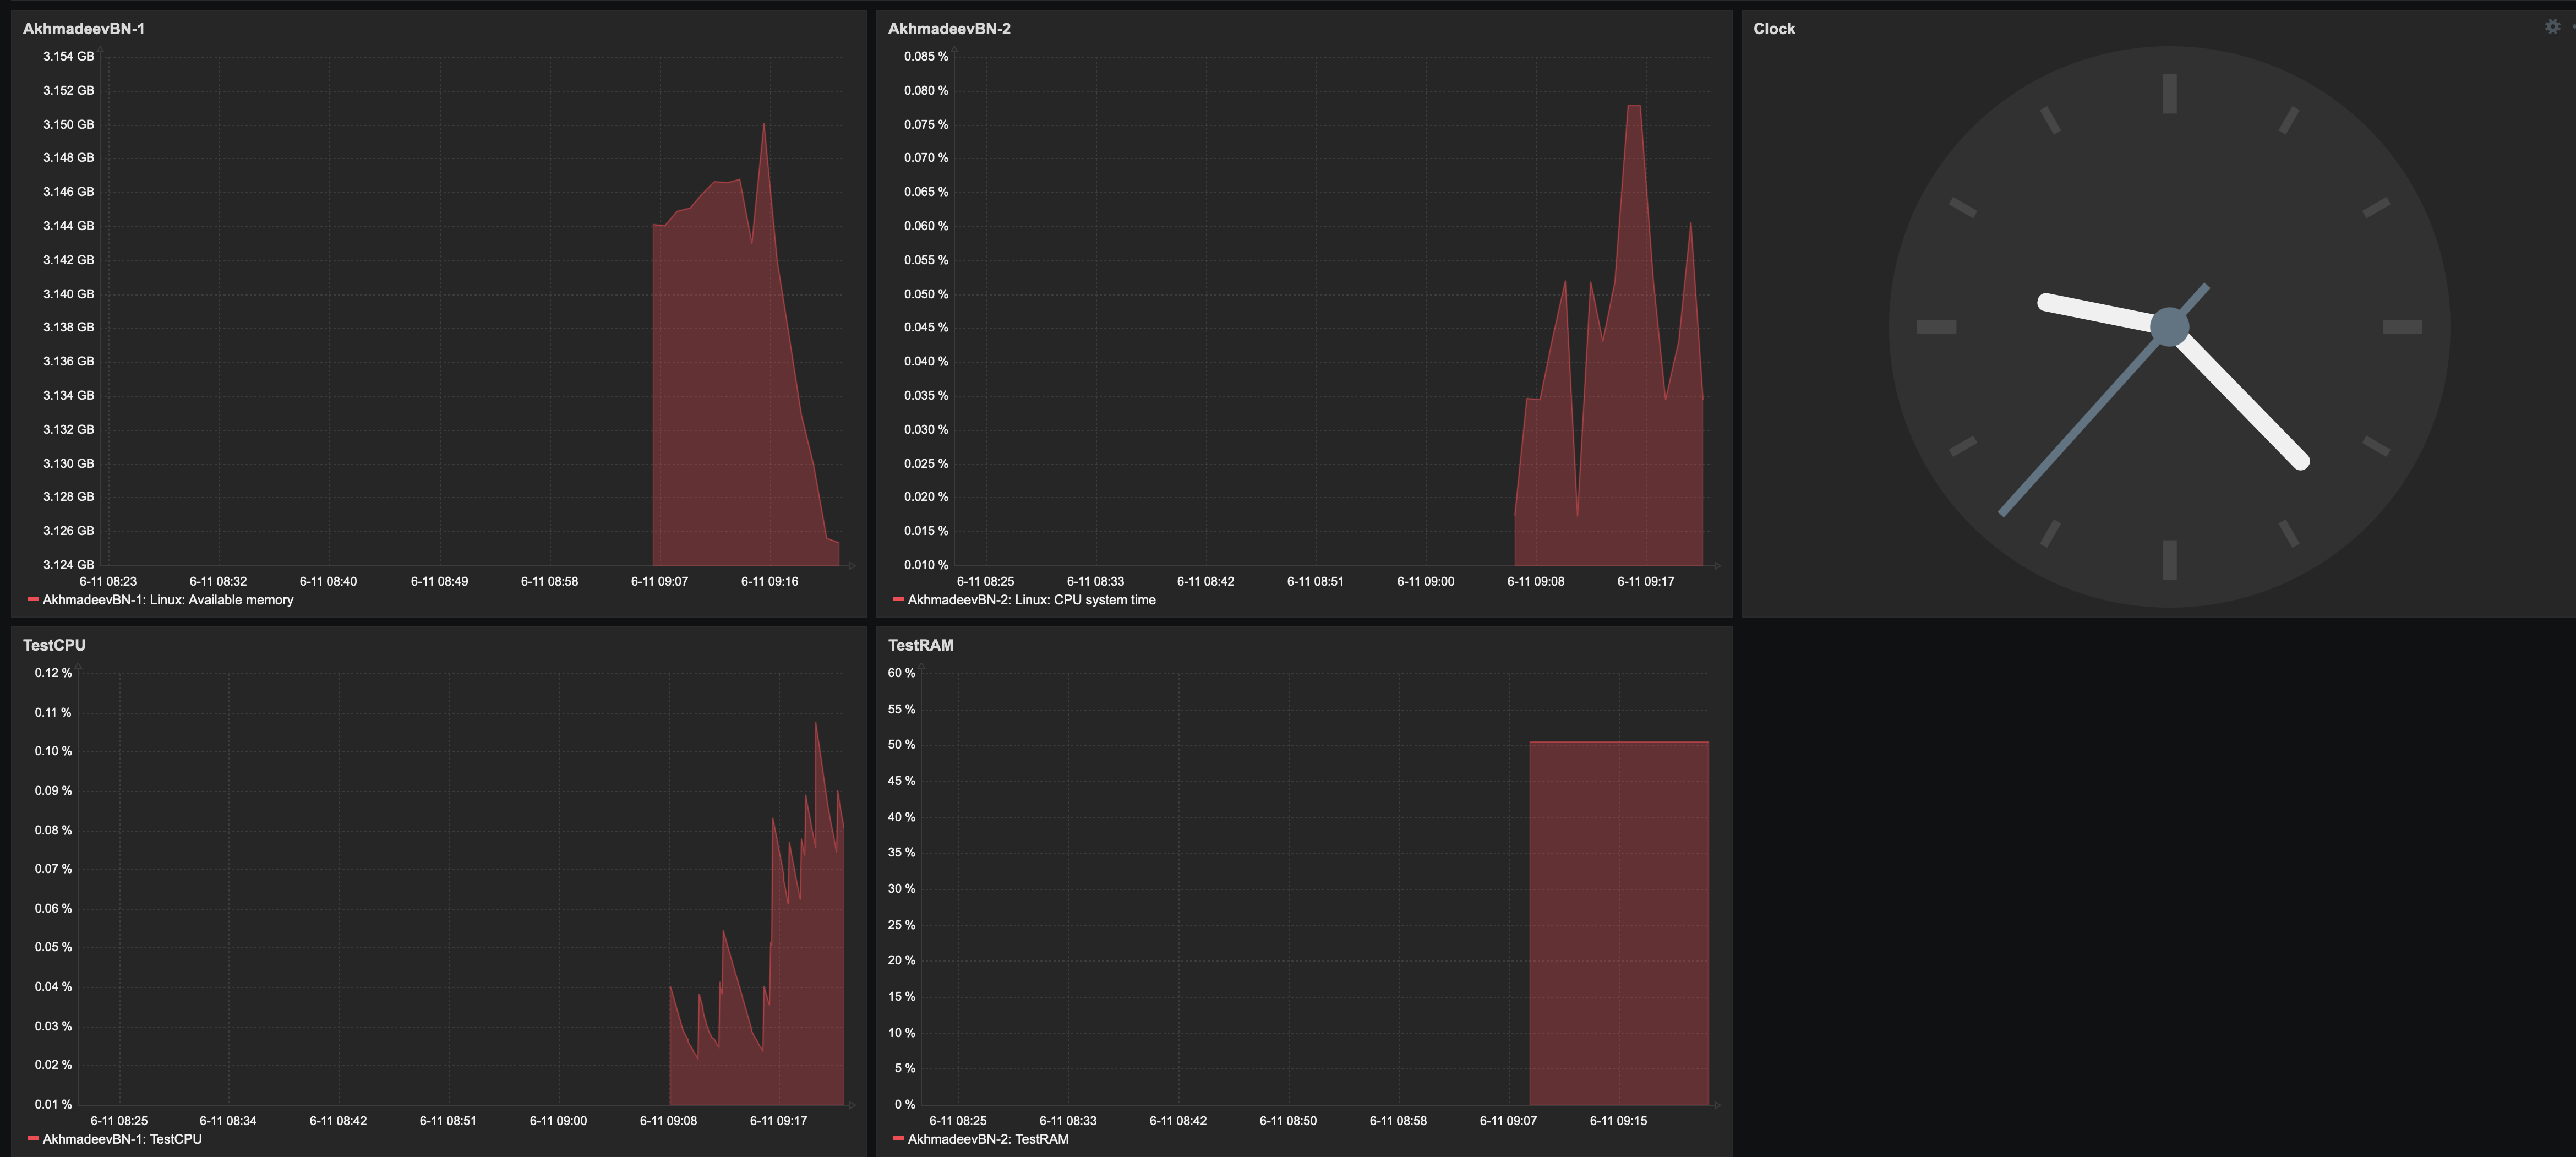 AkhmadeevBN-1
3.154 GB
3.152 GB
3.150 GB
3.148 GB
3.146 GB
3.144 GB
3.142 GB
3.140 GB
3.138 GB
3.136 GB
3.134 GB
3.132 GB
3.130 GB
3.128 GB
3.126 GB
3.124 GB
6-11 08:23 6-11 08:32 6-11 08:40 6-11 08:49 6-11 08:58 6-11 09:07 6-11 09:16
AkhmadeevBN-1: Linux: Available memory
AkhmadeevBN-2
0.085 %
0.080 %
0.075 %
0.070 %
0.065 %
0.060 %
0.055 %
0.050 %
0.045 %
0.040 %
0.035 %
0.030 %
0.025 %
0.020 %
0.015 %
0.010 %
6-11 08:25 6-11 08:33 6-11 08:42 6-11 08:51 6-11 09:00 6-11 09:08 6-11 09:17
AkhmadeevBN-2: Linux: CPU system time
Clock
TestCPU
0.12 %
0.11 %
0.10 %
0.09 %
0.08 %
0.07 %
0.06 %
0.05 %
0.04 %
0.03 %
0.02 %
0.01 %
6-11 08:25 6-11 08:34 6-11 08:42 6-11 08:51 6-11 09:00 6-11 09:08 6-11 09:17
AkhmadeevBN-1: TestCPU
TestRAM
60 %
55 %
50 %
45 %
40 %
35 %
30 %
25 %
20 %
15 %
10 %
5 %
0 %
6-11 08:25 6-11 08:33 6-11 08:42 6-11 08:50 6-11 08:58 6-11 09:07 6-11 09:15
AkhmadeevBN-2: TestRAM